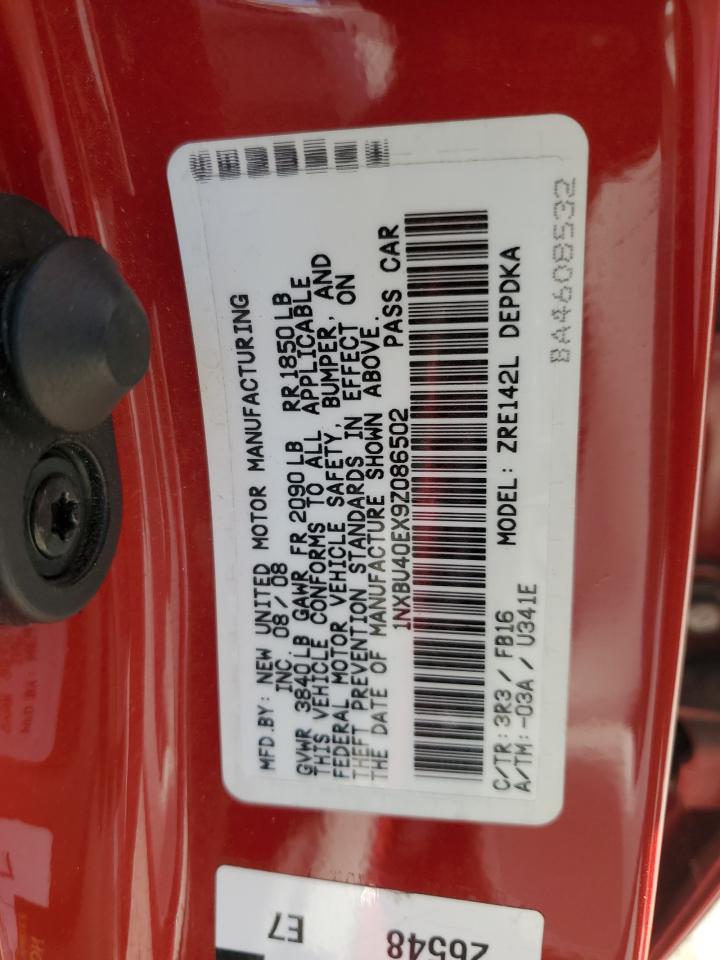 MFD.BY: NEW UNITED MOTOR MANUFACTURING
INC. 08/08
GVWR 3840LB GAWR FR 2090LB RR1850LB
THIS VEHICLE CONFORMS TO ALL APPLICABLE
FEDERAL MOTOR VEHICLE SAFETY, BUMPER, AND
THEFT PREVENTION STANDARDS IN EFFECT ON
THE DATE OF MANUFACTURE SHOWN ABOVE.
1NXBU40EX9Z086502 PASS CAR
C/TR:3R3/FB16 MODEL: ZRE142L DEPDKA
A/TM:-03A/U341E
BA4608532
E7
26548